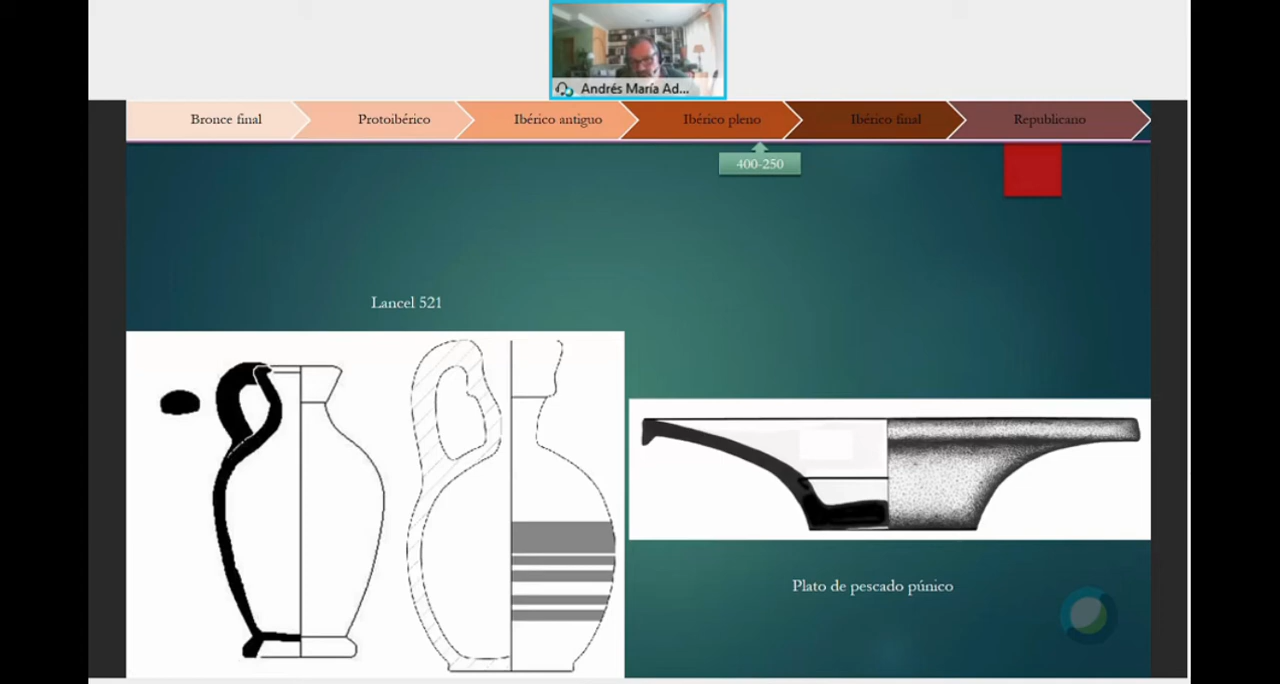 Andrés María Ad...
Bronce final
Protoibérico
Ibérico antiguo
Ibérico pleno
Ibérico final
Republicano
400-250
Lancel 521
Plato de pescado púnico